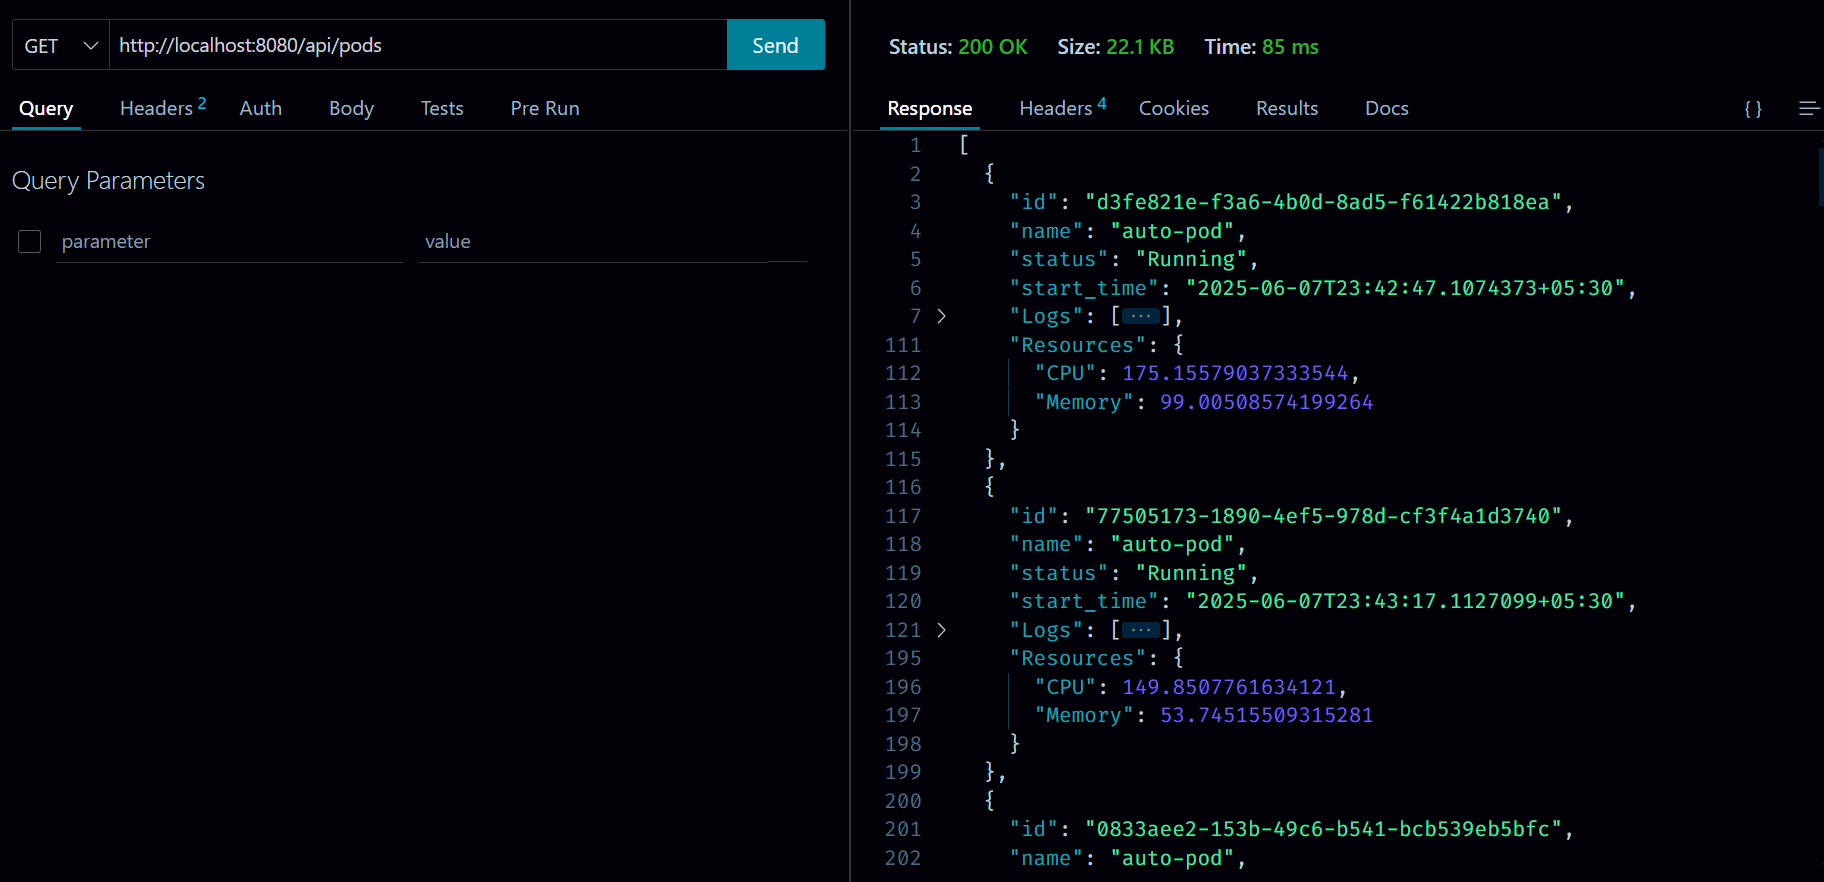 GET http://localhost:8080/api/pods Send
Query Headers 2 Auth Body Tests Pre Run
Query Parameters
parameter value
Status: 200 OK Size: 22.1 KB Time: 85 ms
Response Headers 4 Cookies Results Docs { }
1 [
2 {
3 "id": "d3fe821e-f3a6-4b0d-8ad5-f61422b818ea",
4 "name": "auto-pod",
5 "status": "Running",
6 "start_time": "2025-06-07T23:42:47.1074373+05:30",
7 "Logs": [···],
111 "Resources": {
112 "CPU": 175.15579037333544,
113 "Memory": 99.00508574199264
114 }
115 },
116 {
117 "id": "77505173-1890-4ef5-978d-cf3f4a1d3740",
118 "name": "auto-pod",
119 "status": "Running",
120 "start_time": "2025-06-07T23:43:17.1127099+05:30",
121 "Logs": [···],
195 "Resources": {
196 "CPU": 149.8507761634121,
197 "Memory": 53.74515509315281
198 }
199 },
200 {
201 "id": "0833aee2-153b-49c6-b541-bcb539eb5bfc",
202 "name": "auto-pod",